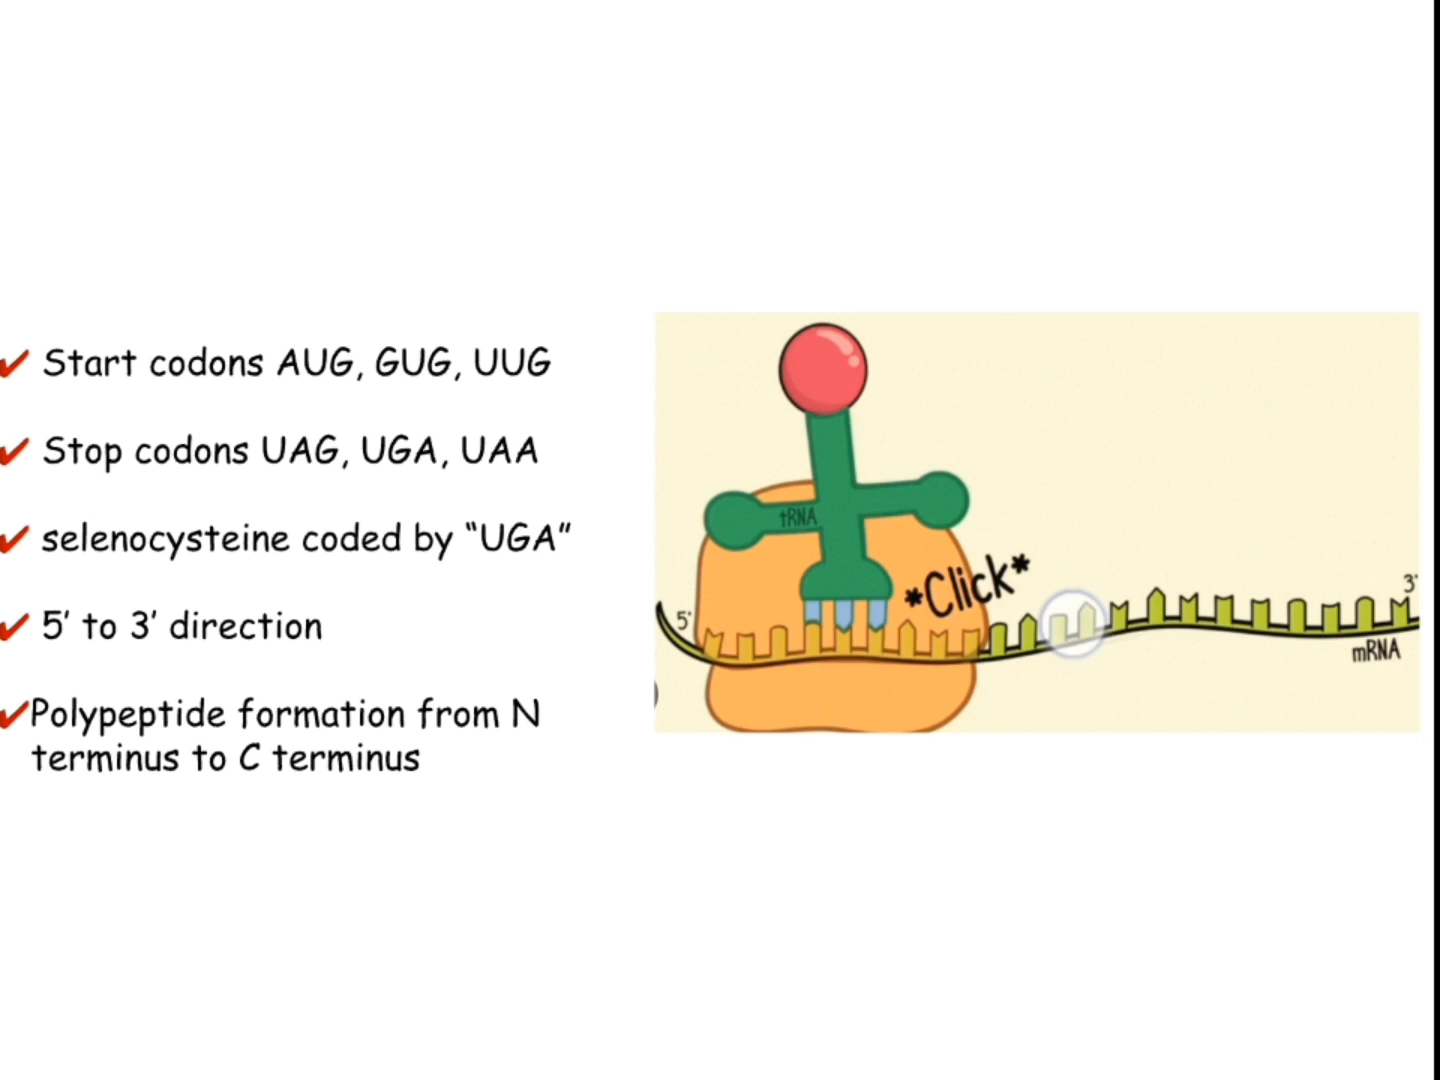 ✔ Start codons AUG, GUG, UUG
✔ Stop codons UAG, UGA, UAA
✔ selenocysteine coded by “UGA”
✔ 5’ to 3’ direction
✔Polypeptide formation from N
terminus to C terminus
tRNA
*Click*
5'
3'
mRNA